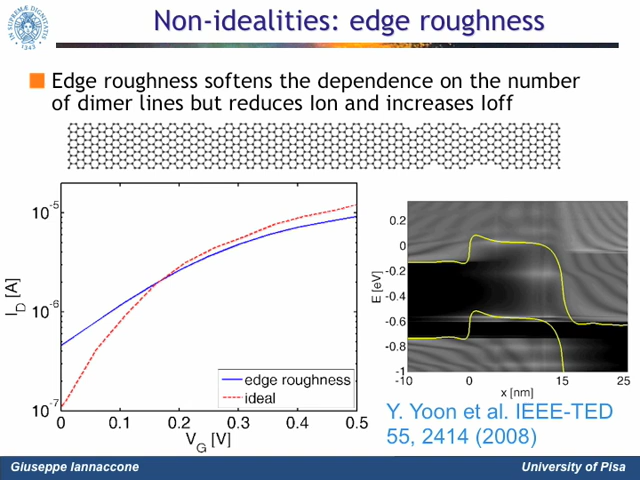 Non-idealities: edge roughness
Edge roughness softens the dependence on the number
of dimer lines but reduces Ion and increases Ioff
10-5
10-6
10-7
ID [A]
0 0.1 0.2 0.3 0.4 0.5
VG [V]
edge roughness
ideal
0.2
0
-0.2
-0.4
-0.6
-0.8
-1
E [eV]
-10 0 15 25
x [nm]
Y. Yoon et al. IEEE-TED
55, 2414 (2008)
Giuseppe Iannaccone
University of Pisa